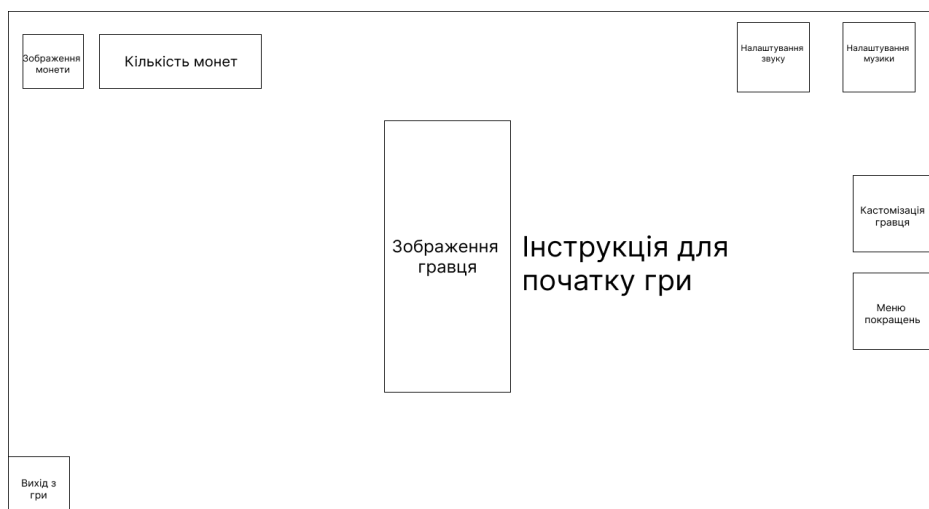 Зображення
монети
Кількість монет
Налаштування
звуку
Налаштування
музики
Зображення
гравця
Інструкція для
початку гри
Кастомізація
гравця
Меню
покращень
Вихід з
гри